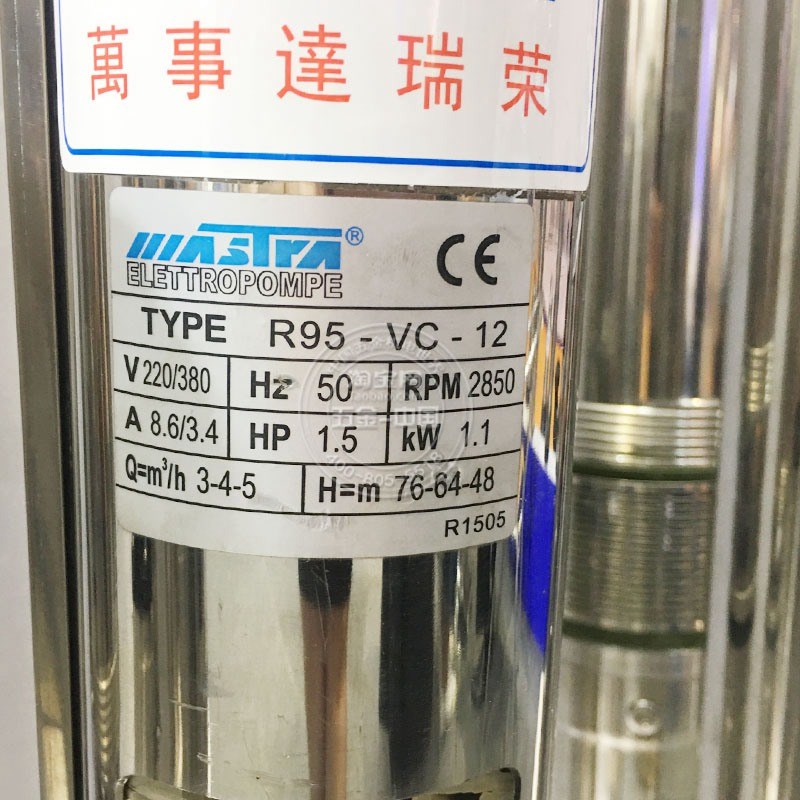 萬事達瑞荣
MASTRA®
ELETTROPOMPE
CE
TYPE R95-VC-12
V 220/380 Hz 50 RPM 2850
A 8.6/3.4 HP 1.5 kW 1.1
Q=m³/h 3-4-5 H=m 76-64-48
R1505